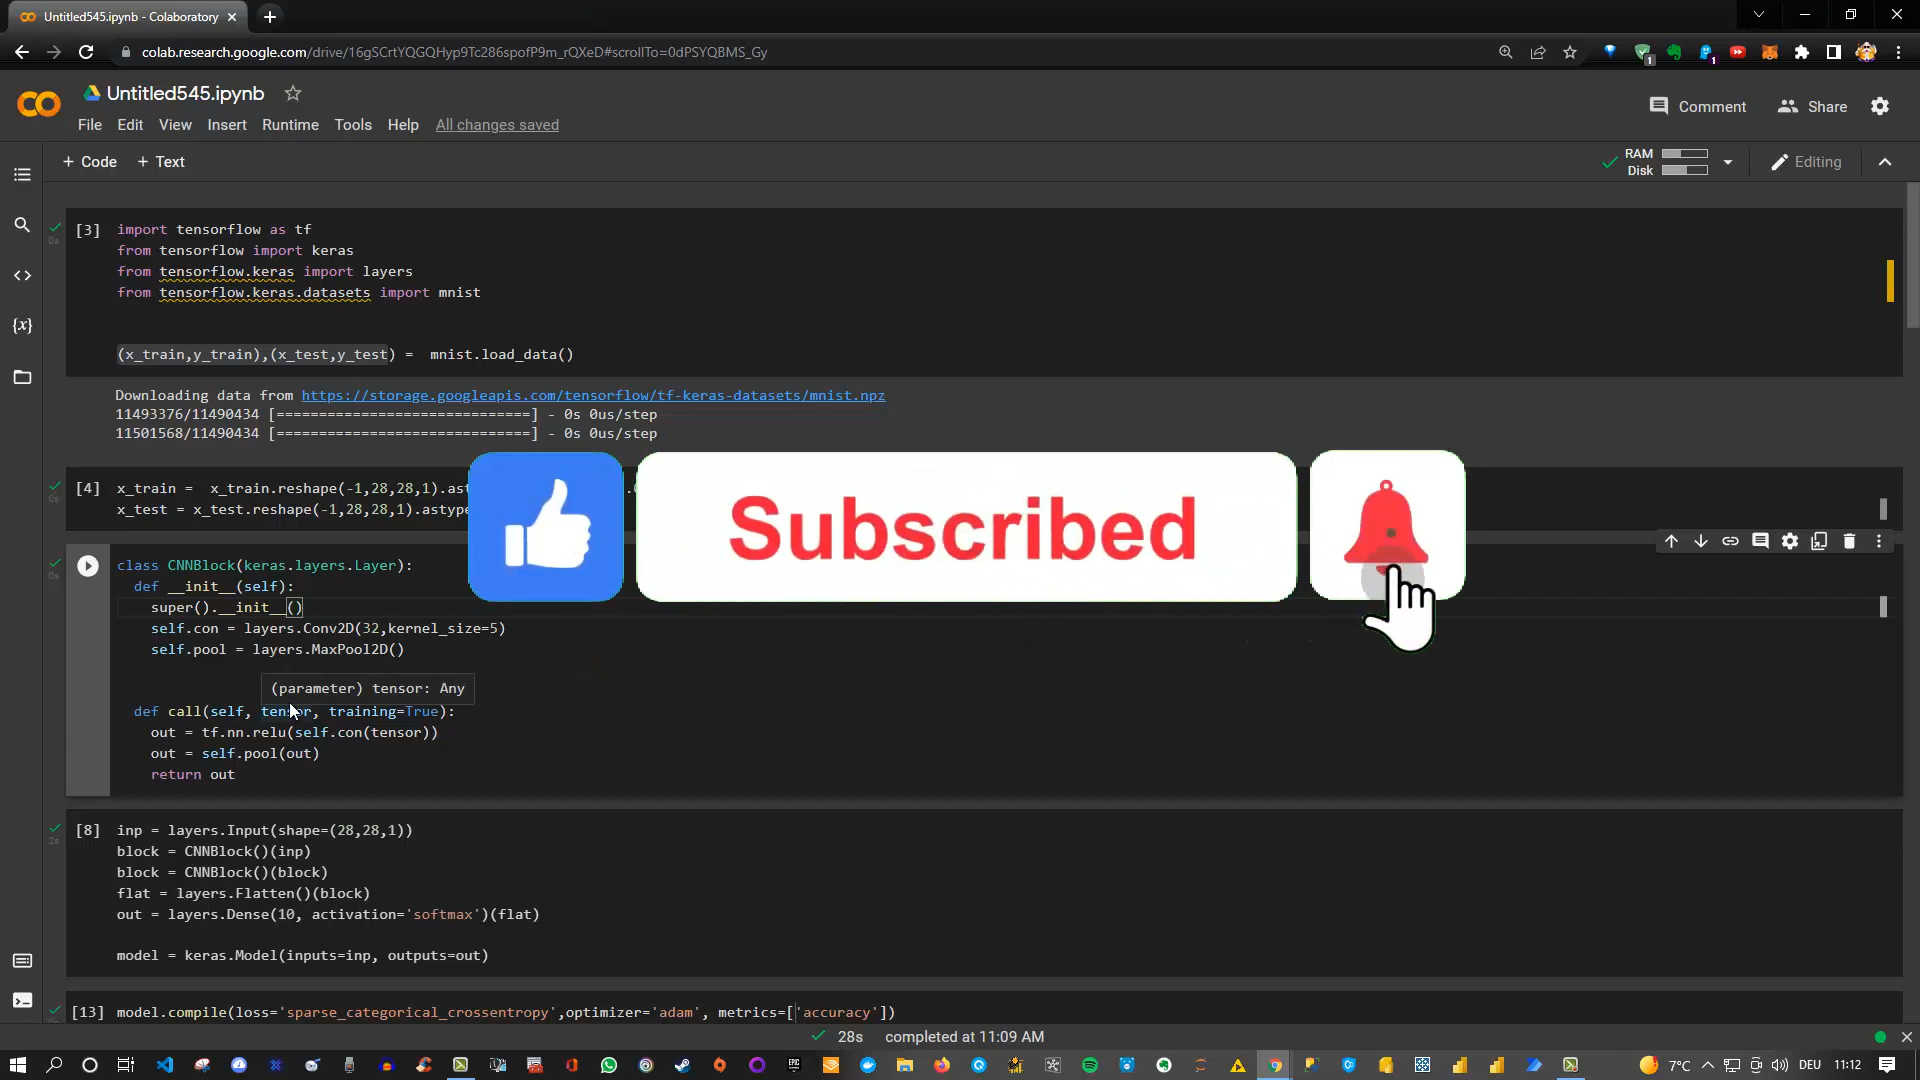 Untitled545.ipynb - Colaboratory
colab.research.google.com/drive/16gSCrtYQGQHyp9Tc286spofP9m_rQXeD#scrollTo=0dPSYQBMS_Gy
1
1
Untitled545.ipynb
Comment
Share
File Edit View Insert Runtime Tools Help All changes saved
+ Code + Text
RAM
Disk
Editing
[3] import tensorflow as tf
from tensorflow import keras
from tensorflow.keras import layers
from tensorflow.keras.datasets import mnist
(x_train,y_train),(x_test,y_test) = mnist.load_data()
Downloading data from https://storage.googleapis.com/tensorflow/tf-keras-datasets/mnist.npz
11493376/11490434 [==============================] - 0s 0us/step
11501568/11490434 [==============================] - 0s 0us/step
[4] x_train = x_train.reshape(-1,28,28,1).ast
x_test = x_test.reshape(-1,28,28,1).astype
Subscribed
class CNNBlock(keras.layers.Layer):
def __init__(self):
super().__init__()
self.con = layers.Conv2D(32,kernel_size=5)
self.pool = layers.MaxPool2D()
(parameter) tensor: Any
def call(self, tensor, training=True):
out = tf.nn.relu(self.con(tensor))
out = self.pool(out)
return out
[8] inp = layers.Input(shape=(28,28,1))
block = CNNBlock()(inp)
block = CNNBlock()(block)
flat = layers.Flatten()(block)
out = layers.Dense(10, activation='softmax')(flat)
model = keras.Model(inputs=inp, outputs=out)
[13] model.compile(loss='sparse_categorical_crossentropy',optimizer='adam', metrics=['accuracy'])
28s completed at 11:09 AM
7°C
DEU
11:12